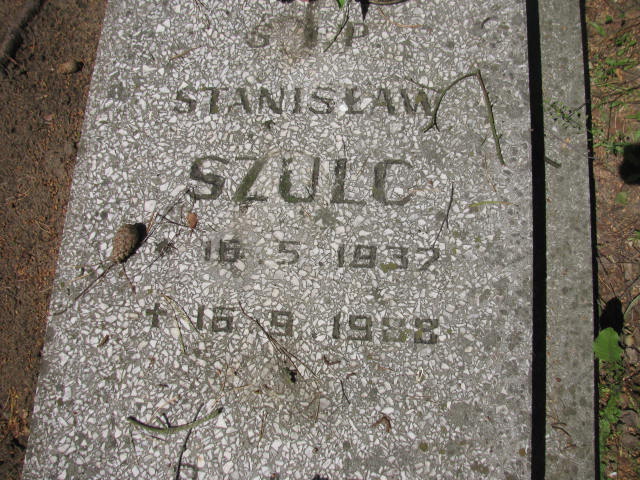 Ś P
STANISŁAW
SZULC
* 16.5.1937
† 16.9.1988